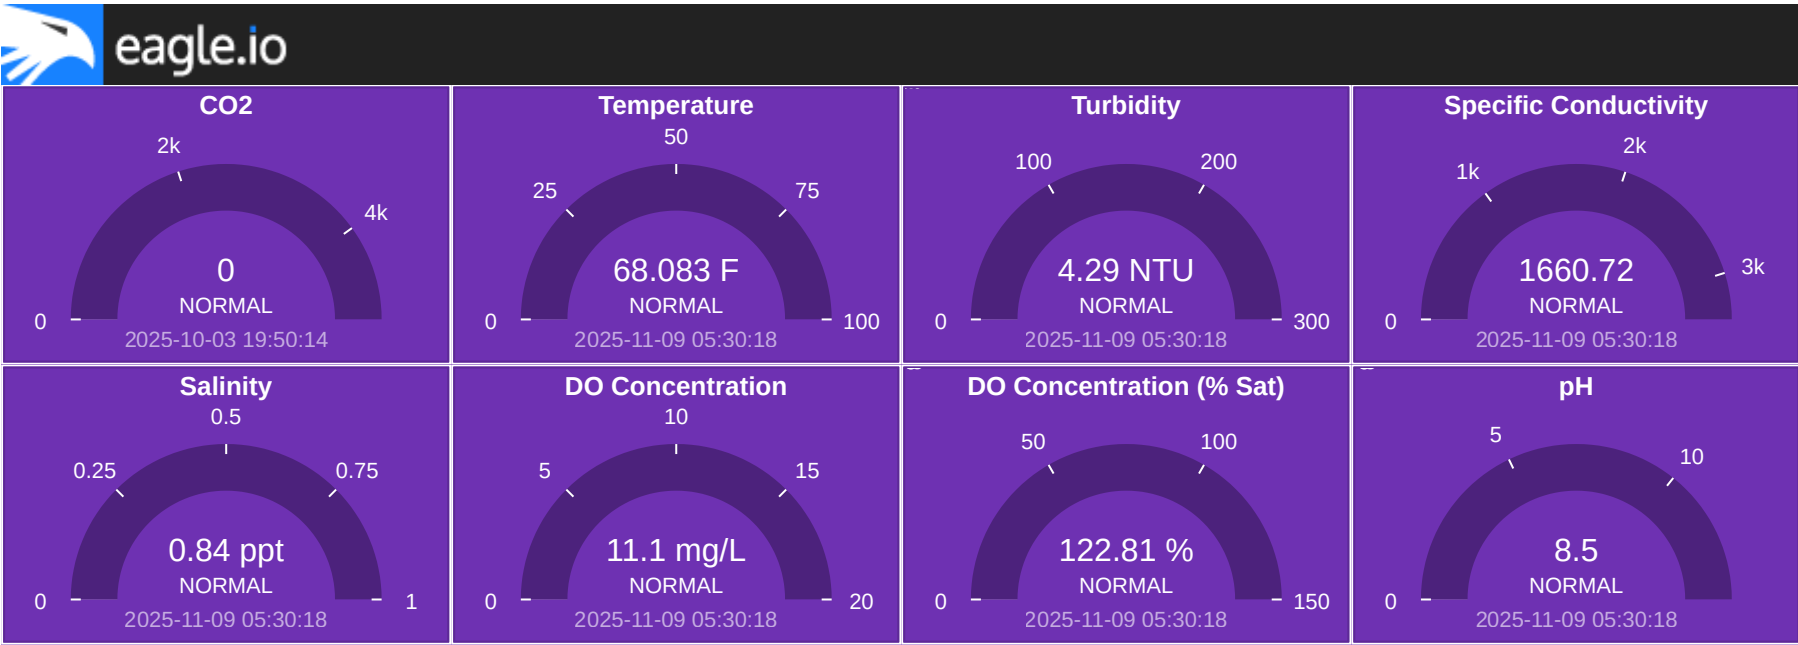 eagle.io
CO2
2k
4k
0
0
NORMAL
2025-10-03 19:50:14
Temperature
50
25
75
68.083 F
NORMAL
0
100
2025-11-09 05:30:18
Turbidity
100
200
4.29 NTU
NORMAL
0
300
2025-11-09 05:30:18
Specific Conductivity
2k
1k
3k
1660.72
NORMAL
0
2025-11-09 05:30:18
Salinity
0.5
0.25
0.75
0.84 ppt
NORMAL
0
1
2025-11-09 05:30:18
DO Concentration
10
5
15
11.1 mg/L
NORMAL
0
20
2025-11-09 05:30:18
DO Concentration (% Sat)
50
100
122.81 %
NORMAL
0
150
2025-11-09 05:30:18
pH
5
10
8.5
NORMAL
0
2025-11-09 05:30:18